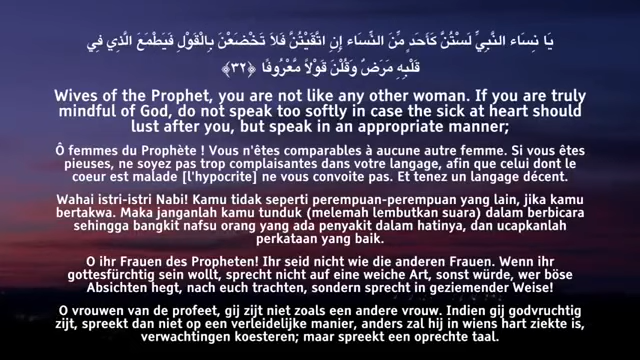 يَا نِسَاء النَّبِيِّ لَسْتُنَّ كَأَحَدٍ مِّنَ النِّسَاء إِنِ اتَّقَيْتُنَّ فَلَا تَخْضَعْنَ بِالْقَوْلِ فَيَطْمَعَ الَّذِي فِي
قَلْبِهِ مَرَضٌ وَقُلْنَ قَوْلًا مَّعْرُوفًا ﴿٣٢﴾
Wives of the Prophet, you are not like any other woman. If you are truly
mindful of God, do not speak too softly in case the sick at heart should
lust after you, but speak in an appropriate manner;
Ô femmes du Prophète ! Vous n'êtes comparables à aucune autre femme. Si vous êtes
pieuses, ne soyez pas trop complaisantes dans votre langage, afin que celui dont le
coeur est malade [l'hypocrite] ne vous convoite pas. Et tenez un langage décent.
Wahai istri-istri Nabi! Kamu tidak seperti perempuan-perempuan yang lain, jika kamu
bertakwa. Maka janganlah kamu tunduk (melemah lembutkan suara) dalam berbicara
sehingga bangkit nafsu orang yang ada penyakit dalam hatinya, dan ucapkanlah
perkataan yang baik.
O ihr Frauen des Propheten! Ihr seid nicht wie die anderen Frauen. Wenn ihr
gottesfürchtig sein wollt, sprecht nicht auf eine weiche Art, sonst würde, wer böse
Absichten hegt, nach euch trachten, sondern sprecht in geziemender Weise!
O vrouwen van de profeet, gij zijt niet zoals een andere vrouw. Indien gij godvruchtig
zijt, spreekt dan niet op een verleidelijke manier, anders zal hij in wiens hart ziekte is,
verwachtingen koesteren; maar spreekt een oprechte taal.